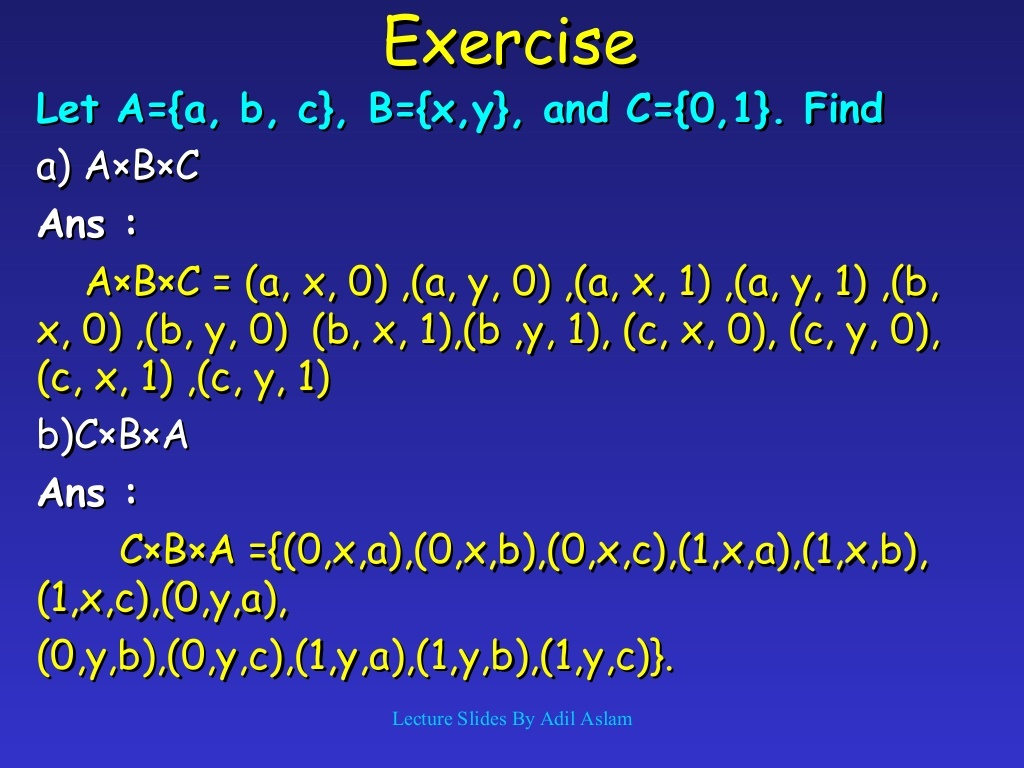 Exercise
Let A={a, b, c}, B={x,y}, and C={0,1}. Find
a) A×B×C
Ans :
A×B×C = (a, x, 0) ,(a, y, 0) ,(a, x, 1) ,(a, y, 1) ,(b,
x, 0) ,(b, y, 0)  (b, x, 1),(b ,y, 1), (c, x, 0), (c, y, 0),
(c, x, 1) ,(c, y, 1)
b)C×B×A
Ans :
C×B×A ={(0,x,a),(0,x,b),(0,x,c),(1,x,a),(1,x,b),
(1,x,c),(0,y,a),
(0,y,b),(0,y,c),(1,y,a),(1,y,b),(1,y,c)}.
Lecture Slides By Adil Aslam